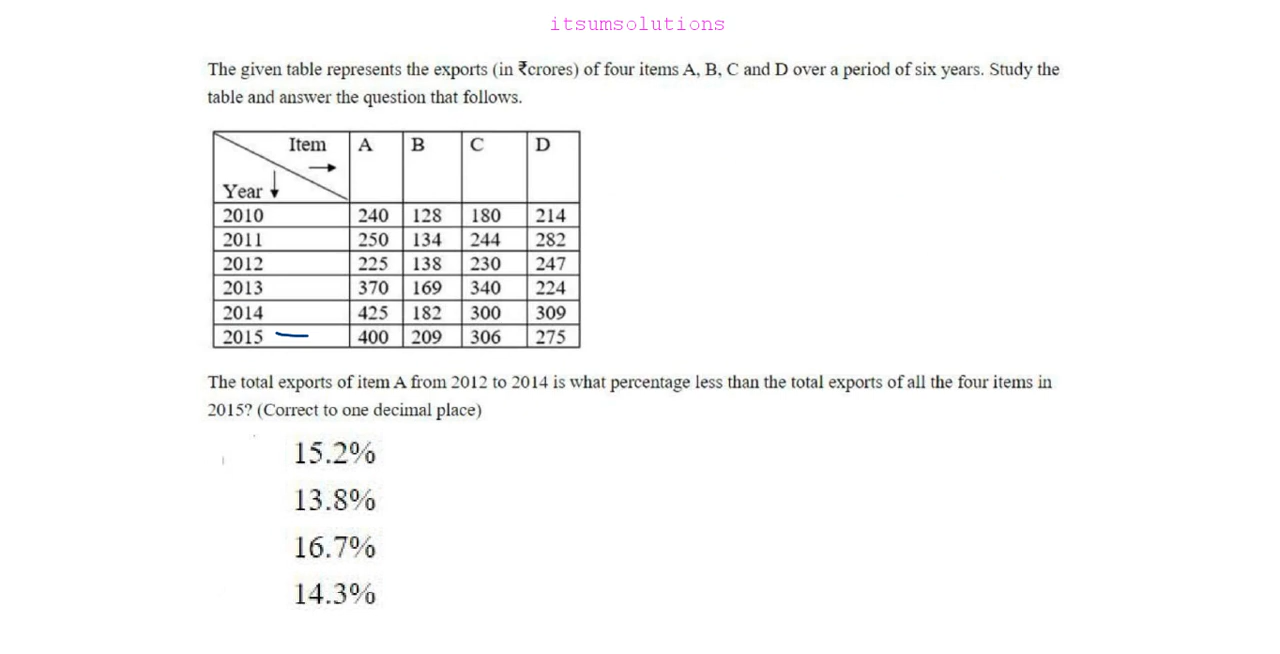 itsumsolutions
The given table represents the exports (in ₹crores) of four items A, B, C and D over a period of six years. Study the
table and answer the question that follows.
Item A B C D
Year
2010 240 128 180 214
2011 250 134 244 282
2012 225 138 230 247
2013 370 169 340 224
2014 425 182 300 309
2015 400 209 306 275
The total exports of item A from 2012 to 2014 is what percentage less than the total exports of all the four items in
2015? (Correct to one decimal place)
15.2%
13.8%
16.7%
14.3%